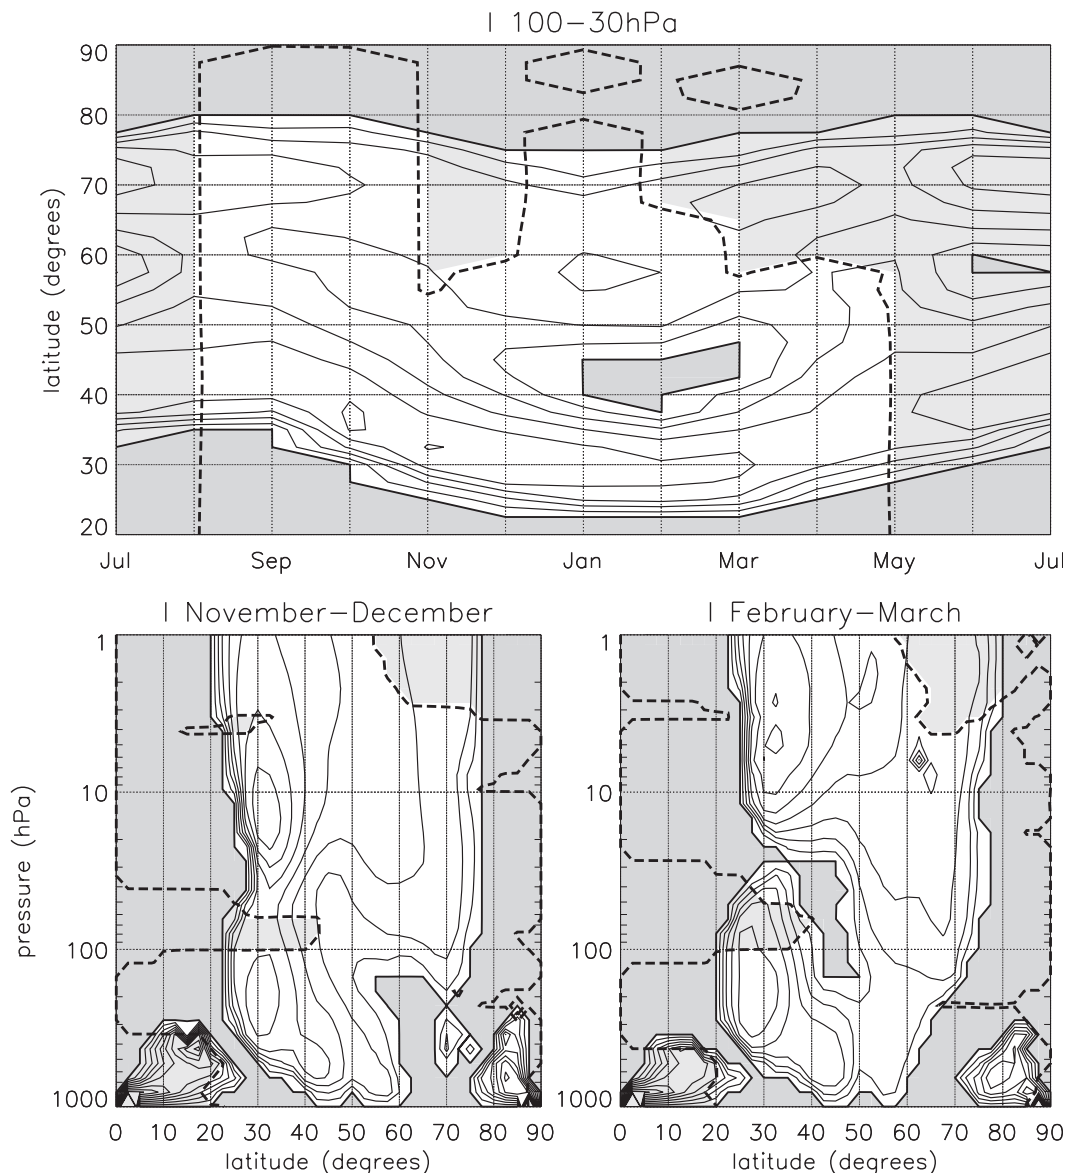 l 100–30hPa
90
80
70
60
50
40
30
20
latitude (degrees)
Jul Sep Nov Jan Mar May Jul
l November–December
l February–March
1
10
100
1000
pressure (hPa)
0 10 20 30 40 50 60 70 80 90
latitude (degrees)
1
10
100
1000
0 10 20 30 40 50 60 70 80 90
latitude (degrees)